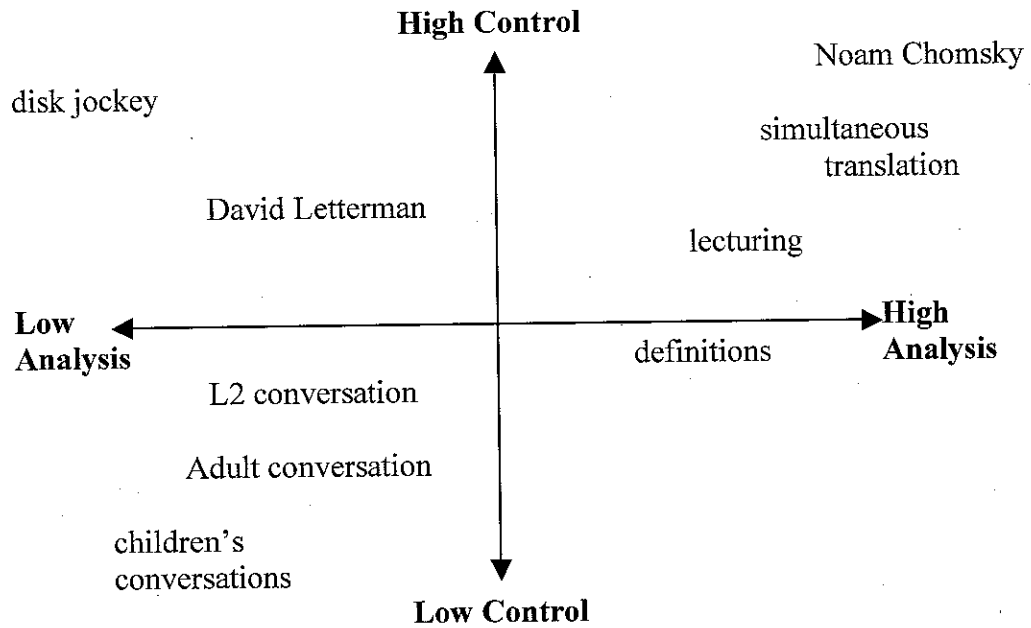 High Control
Noam Chomsky
disk jockey
simultaneous
translation
David Letterman
lecturing
Low
Analysis
High
Analysis
definitions
L2 conversation
Adult conversation
children's
conversations
Low Control